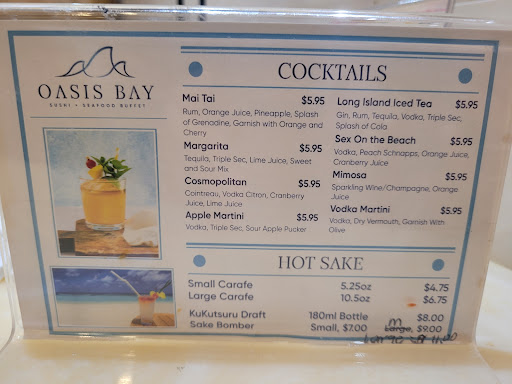 OASIS BAY
SUSHI • SEAFOOD BUFFET
COCKTAILS
Mai Tai $5.95
Rum, Orange Juice, Pineapple, Splash
of Grenadine, Garnish with Orange and
Cherry
Margarita $5.95
Tequila, Triple Sec, Lime Juice, Sweet
and Sour Mix
Cosmopolitan $5.95
Cointreau, Vodka Citron, Cranberry
Juice, Lime Juice
Apple Martini $5.95
Vodka, Triple Sec, Sour Apple Pucker
Long Island Iced Tea $5.95
Gin, Rum, Tequila, Vodka, Triple Sec,
Splash of Cola
Sex On the Beach $5.95
Vodka, Peach Schnapps, Orange Juice,
Cranberry Juice
Mimosa $5.95
Sparkling Wine/Champagne, Orange
Juice
Vodka Martini $5.95
Vodka, Dry Vermouth, Garnish With
Olive
HOT SAKE
Small Carafe 5.25oz $4.75
Large Carafe 10.5oz $6.75
KuKutsuru Draft 180ml Bottle $8.00
Sake Bomber Small, $7.00 m Large, $9.00
11.00